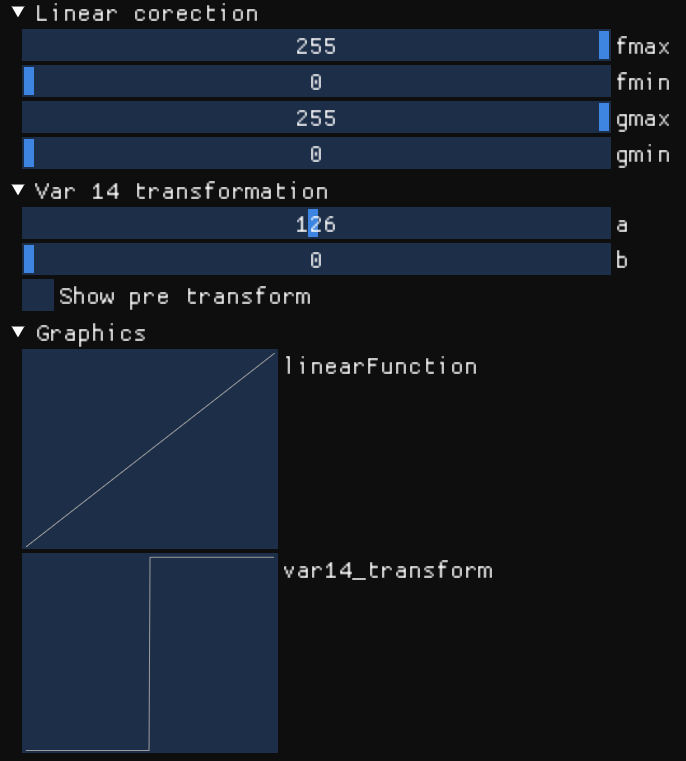 Linear corection
255 fmax
0 fmin
255 gmax
0 gmin
Var 14 transformation
126 a
0 b
Show pre transform
Graphics
linearFunction
var14_transform